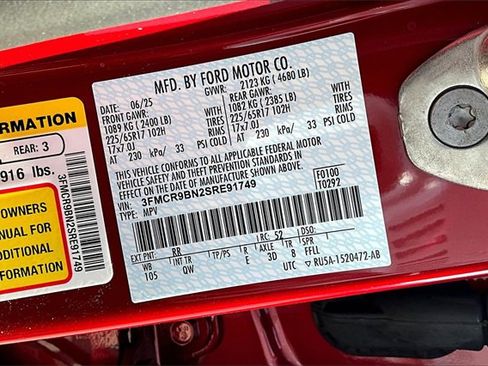 MFD. BY FORD MOTOR CO.
DATE: 06/25 GVWR: 2123 KG ( 4680 LB)
FRONT GAWR: REAR GAWR:
1089 KG ( 2400 LB) WITH 1082 KG ( 2385 LB) WITH
225/65R17 102H TIRES 225/65R17 102H TIRES
17x7.0J RIMS 17x7.0J RIMS
AT 230 kPa/ 33 PSI COLD AT 230 kPa/ 33 PSI COLD
THIS VEHICLE CONFORMS TO ALL APPLICABLE FEDERAL MOTOR
VEHICLE SAFETY AND THEFT PREVENTION STANDARDS IN EFFECT
ON THE DATE OF MANUFACTURE SHOWN ABOVE.
VIN: 3FMCR9BN2SRE91749 F0100
TYPE: MPV T0292
EXT PNT: RR RC: 52 DSO:
WB INT TR TP/PS R AXLE TR SPR
105 QW E 3D 8 FFLL
UTC ▽ RU5A-1520472-AB
FORMATION
REAR: 3
916 lbs.
OWNERS
NUAL FOR
DDITIONAL
FORMATION
3FMCR9BN2SRE91749